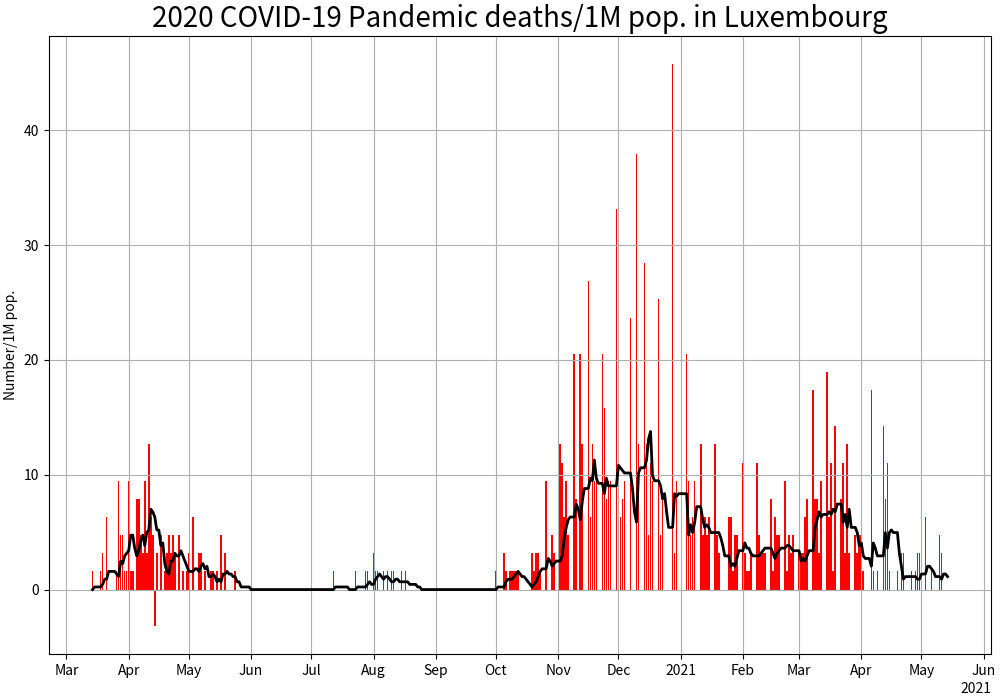 2020 COVID-19 Pandemic deaths/1M pop. in Luxembourg
Number/1M pop.
40
30
20
10
0
Mar Apr May Jun Jul Aug Sep Oct Nov Dec 2021 Feb Mar Apr May Jun
2021